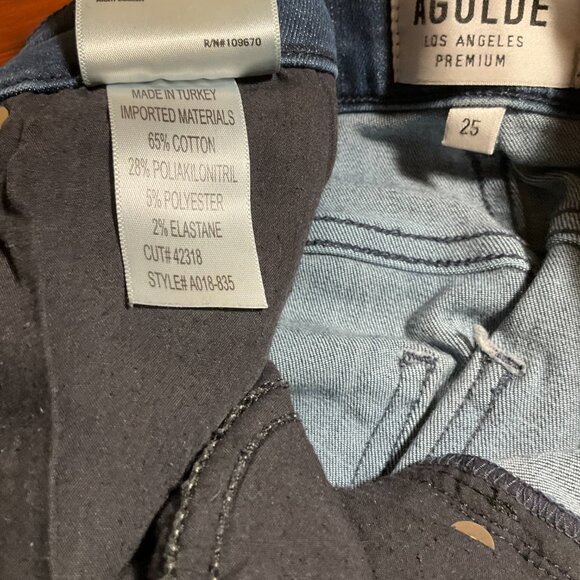 R/N#109670
MADE IN TURKEY
IMPORTED MATERIALS
65% COTTON
28% POLIAKILONITRIL
5% POLYESTER
2% ELASTANE
CUT# 42318
STYLE# A018-835
AGOLDE
LOS ANGELES
PREMIUM
25